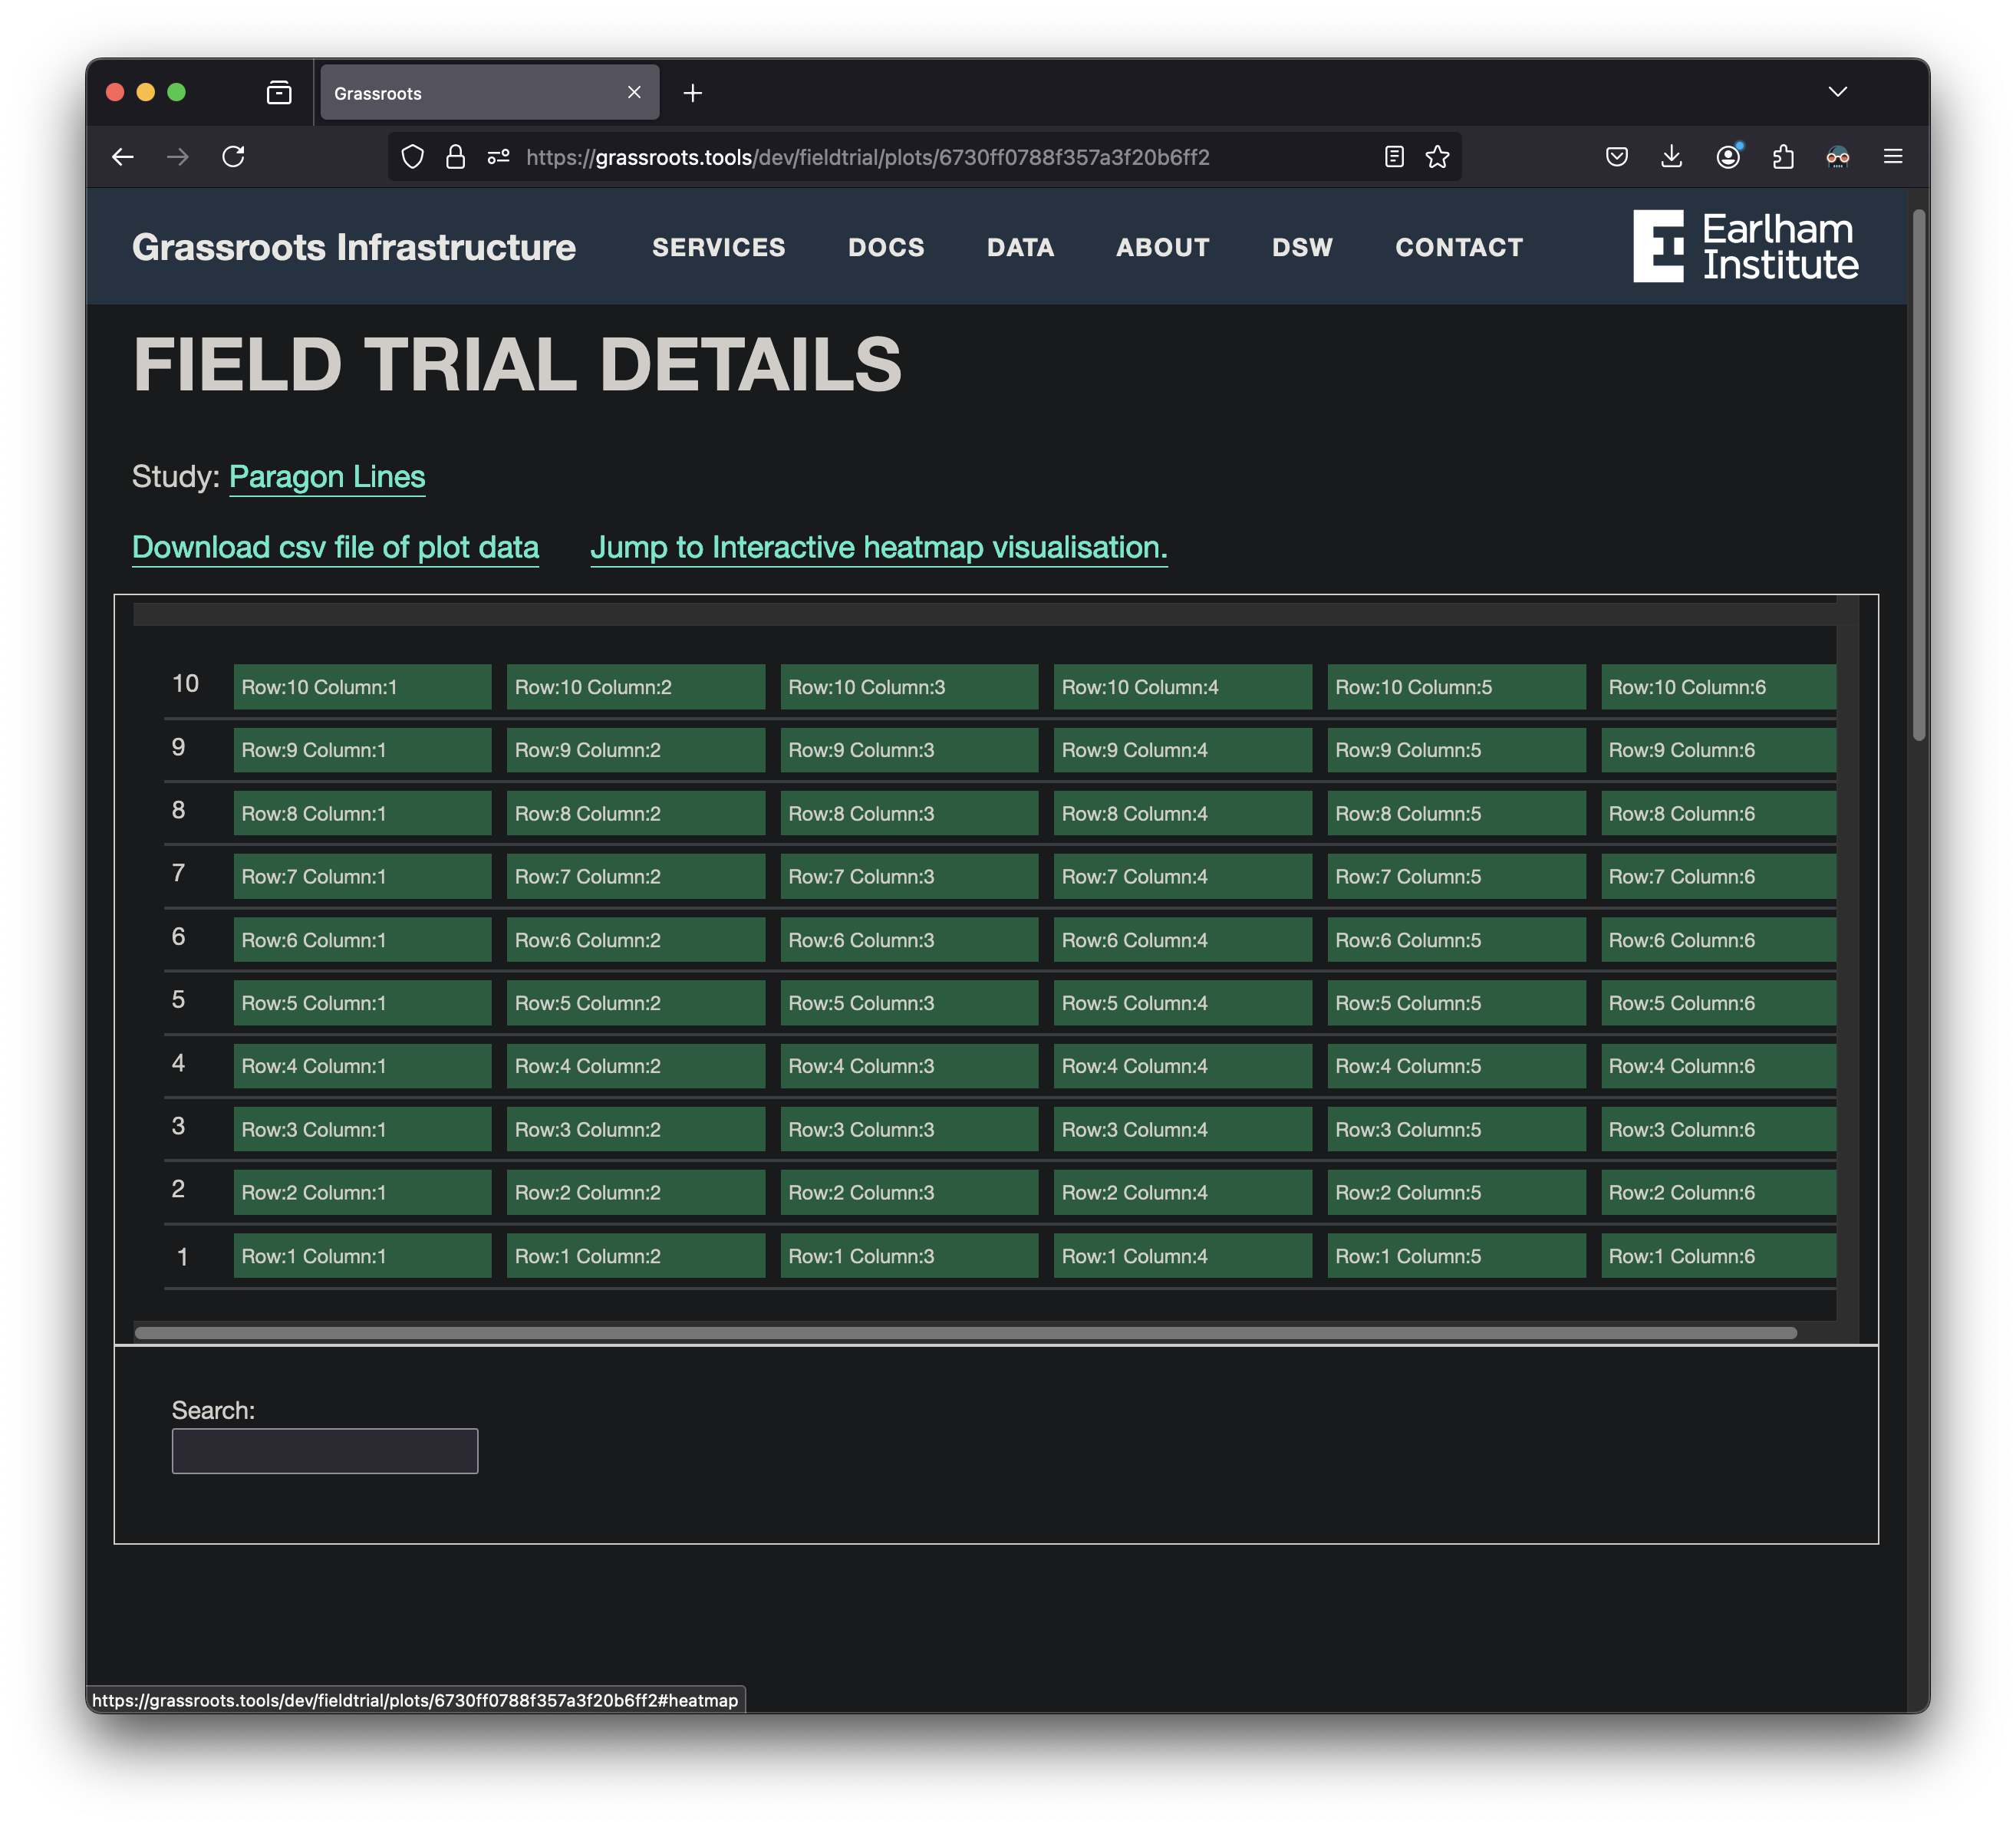 Grassroots
https://grassroots.tools/dev/fieldtrial/plots/6730ff0788f357a3f20b6ff2
Grassroots Infrastructure SERVICES DOCS DATA ABOUT DSW CONTACT Earlham Institute
FIELD TRIAL DETAILS
Study: Paragon Lines
Download csv file of plot data Jump to Interactive heatmap visualisation.
10 Row:10 Column:1 Row:10 Column:2 Row:10 Column:3 Row:10 Column:4 Row:10 Column:5 Row:10 Column:6
9 Row:9 Column:1 Row:9 Column:2 Row:9 Column:3 Row:9 Column:4 Row:9 Column:5 Row:9 Column:6
8 Row:8 Column:1 Row:8 Column:2 Row:8 Column:3 Row:8 Column:4 Row:8 Column:5 Row:8 Column:6
7 Row:7 Column:1 Row:7 Column:2 Row:7 Column:3 Row:7 Column:4 Row:7 Column:5 Row:7 Column:6
6 Row:6 Column:1 Row:6 Column:2 Row:6 Column:3 Row:6 Column:4 Row:6 Column:5 Row:6 Column:6
5 Row:5 Column:1 Row:5 Column:2 Row:5 Column:3 Row:5 Column:4 Row:5 Column:5 Row:5 Column:6
4 Row:4 Column:1 Row:4 Column:2 Row:4 Column:3 Row:4 Column:4 Row:4 Column:5 Row:4 Column:6
3 Row:3 Column:1 Row:3 Column:2 Row:3 Column:3 Row:3 Column:4 Row:3 Column:5 Row:3 Column:6
2 Row:2 Column:1 Row:2 Column:2 Row:2 Column:3 Row:2 Column:4 Row:2 Column:5 Row:2 Column:6
1 Row:1 Column:1 Row:1 Column:2 Row:1 Column:3 Row:1 Column:4 Row:1 Column:5 Row:1 Column:6
Search:
https://grassroots.tools/dev/fieldtrial/plots/6730ff0788f357a3f20b6ff2#heatmap